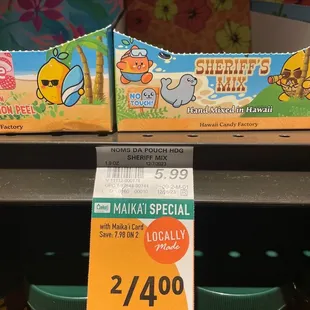 SHERIFF'S
MIX
NO
TOUCH!
Hand Mixed in Hawaii
ON PEEL
Factory
Hawaii Candy Factory
NOMS DA POUCH HDG
SHERIFF MIX
5.99
MAIKA'I SPECIAL
with Maika'i Card
Save: 7.98 ON 2
LOCALLY
Made
2/4.00